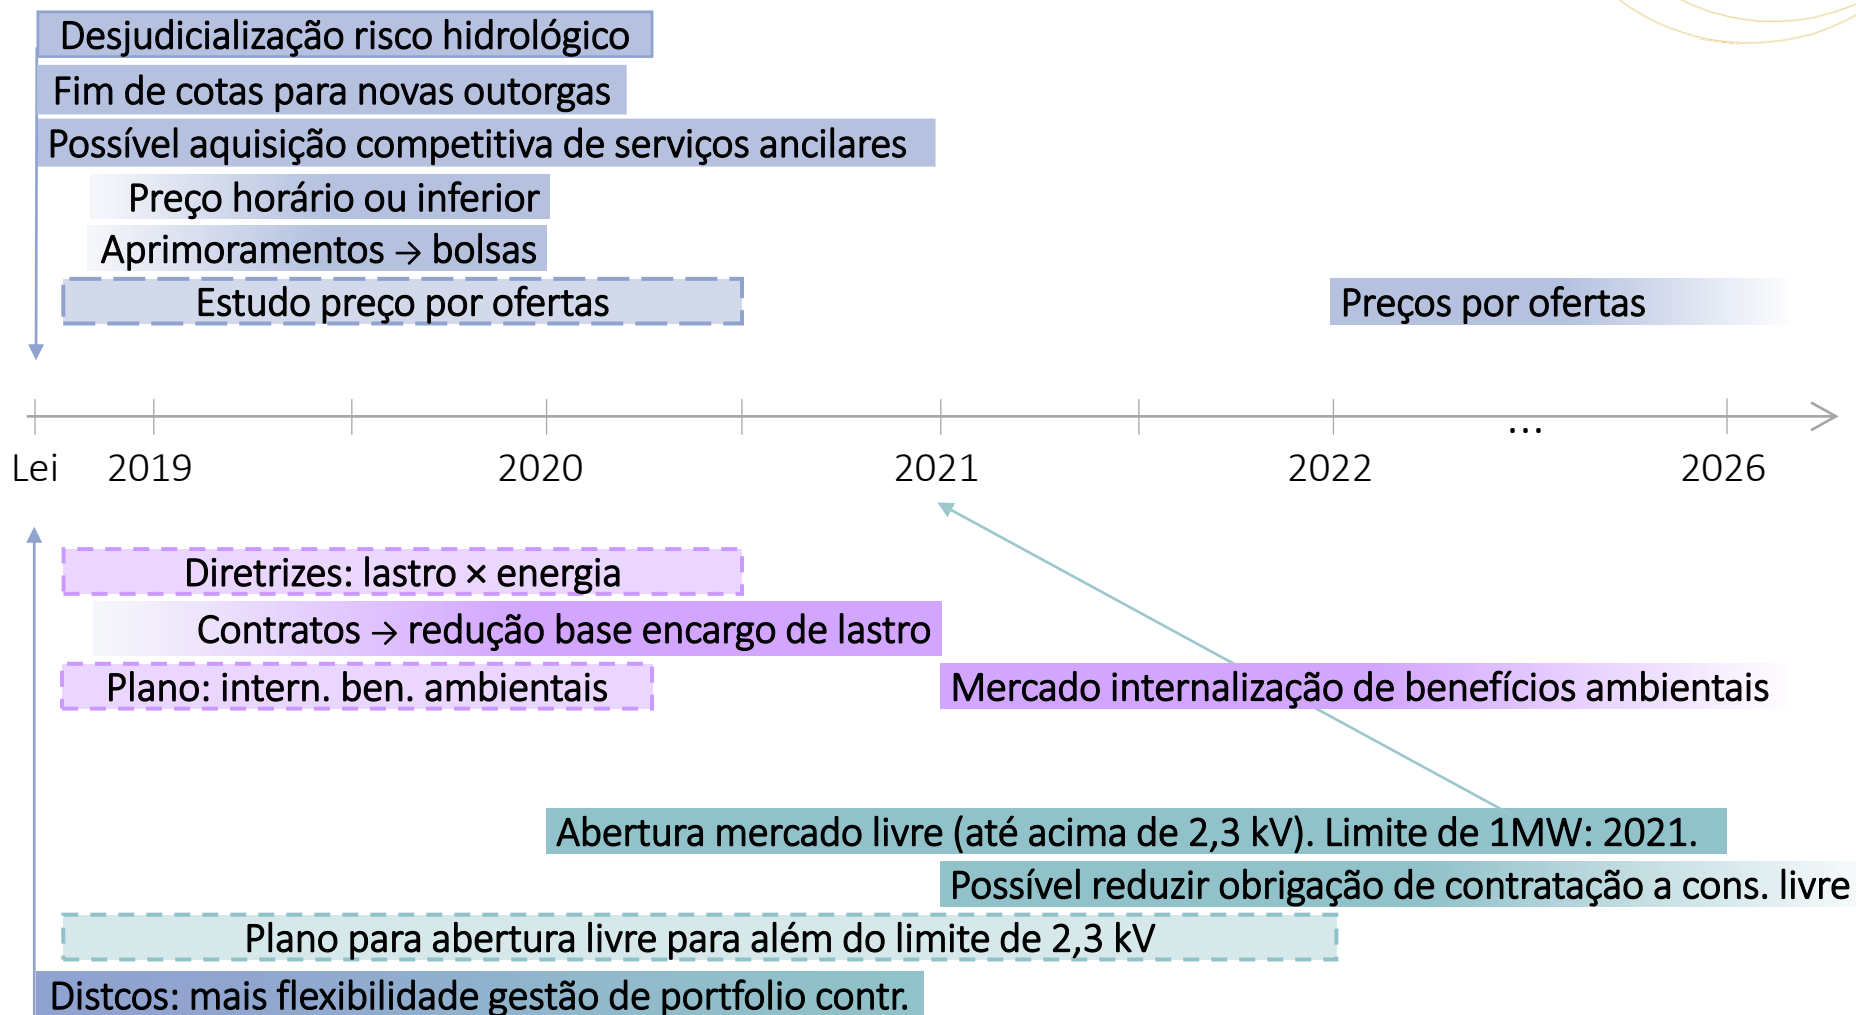 Desjudicialização risco hidrológico
Fim de cotas para novas outorgas
Possível aquisição competitiva de serviços ancilares
Preço horário ou inferior
Aprimoramentos → bolsas
Estudo preço por ofertas
Preços por ofertas
...
Lei 2019 2020 2021 2022 2026
Diretrizes: lastro × energia
Contratos → redução base encargo de lastro
Plano: intern. ben. ambientais
Mercado internalização de benefícios ambientais
Abertura mercado livre (até acima de 2,3 kV). Limite de 1MW: 2021.
Possível reduzir obrigação de contratação a cons. livre
Plano para abertura livre para além do limite de 2,3 kV
Distcos: mais flexibilidade gestão de portfolio contr.